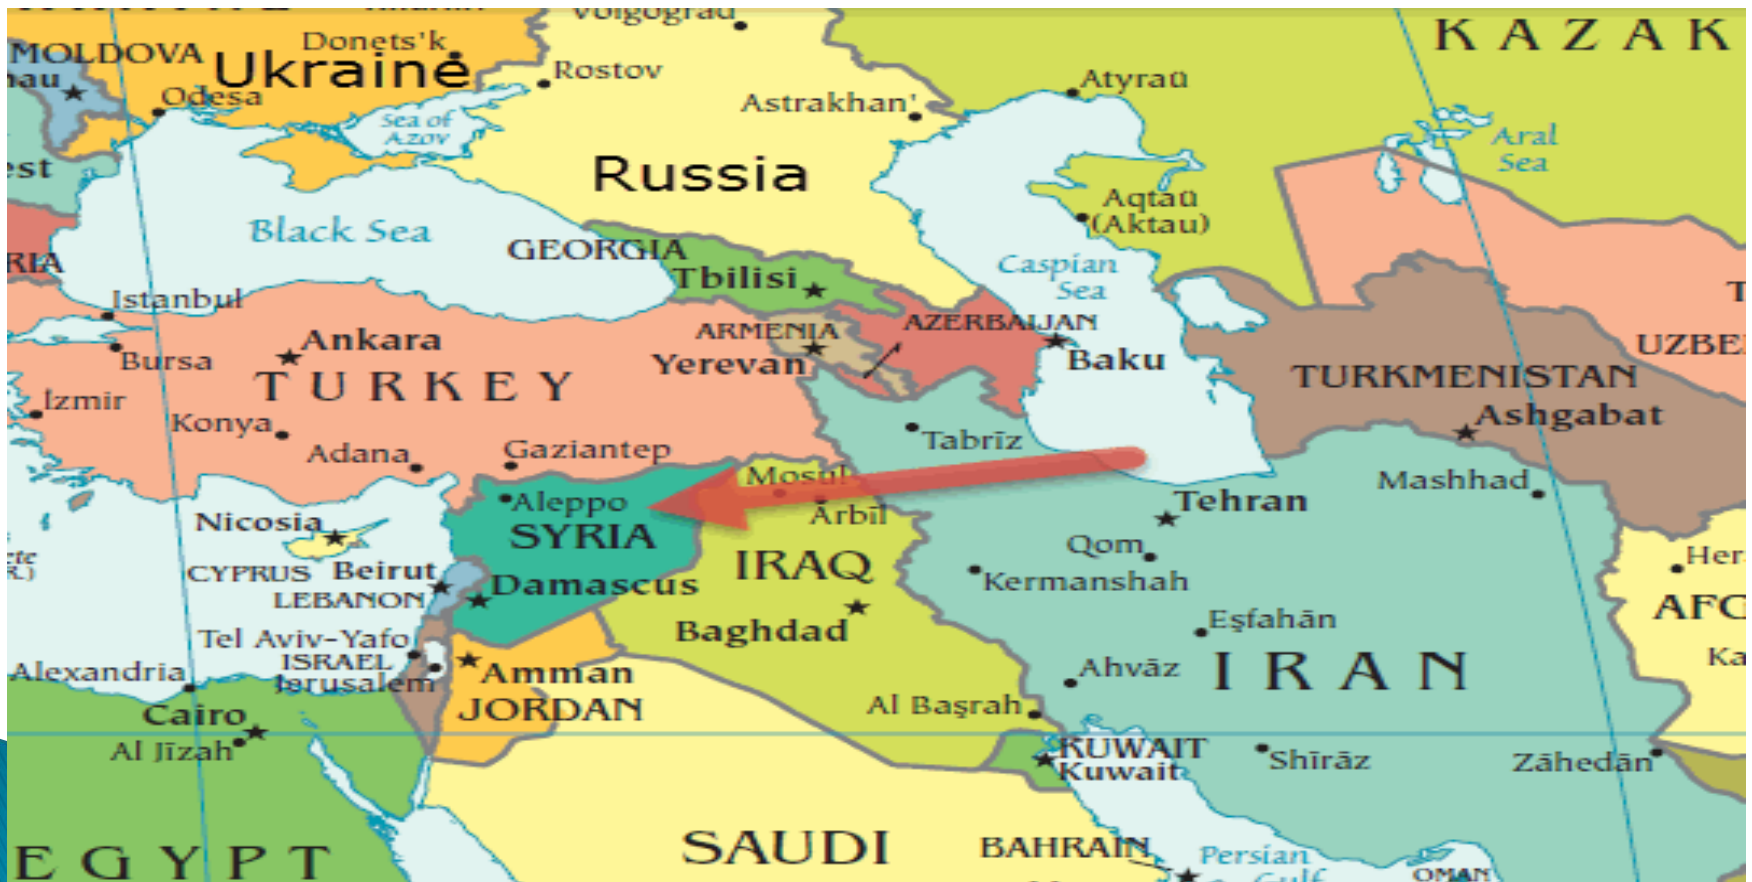 Volgograd
KAZAK
MOLDOVA
Donets'k
Ukraine
Rostov
Atyraū
Odesa
Astrakhan'
Sea of
Azov
Aral
Sea
Russia
Aqtaū
(Aktau)
Black Sea
GEORGIA
Tbilisi
Caspian
Sea
Istanbul
ARMENIA
AZERBAIJAN
Ankara
Yerevan
Baku
Bursa
TURKEY
TURKMENISTAN
UZBE
İzmir
Konya
Ashgabat
Adana
Gaziantep
Tabrīz
Mosul
Mashhad
Aleppo
Arbīl
Tehran
Nicosia
SYRIA
IRAQ
Qom
Her
CYPRUS
Beirut
Damascus
Kermanshah
LEBANON
AFG
Baghdad
Eşfahān
Tel Aviv-Yafo
ISRAEL
Jerusalem
Amman
Ahvāz
IRAN
Ka
Alexandria
JORDAN
Al Başrah
Cairo
Al Jīzah
KUWAIT
Kuwait
Shīrāz
Zāhedān
EGYPT
SAUDI
BAHRAIN
Persian
Gulf
OMAN